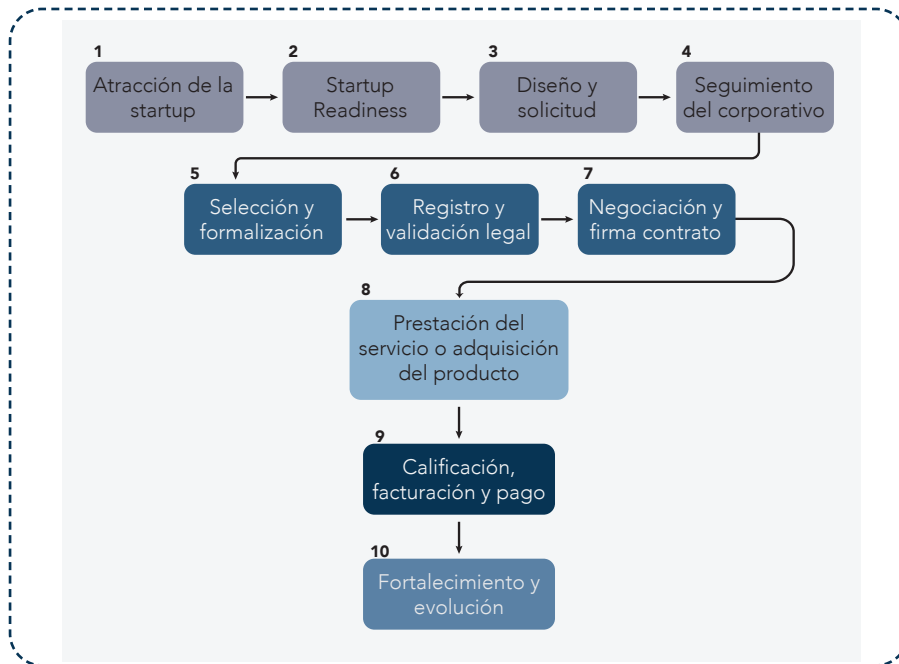 1
Atracción de la
startup
2
Startup
Readiness
3
Diseño y
solicitud
4
Seguimiento
del corporativo
5
Selección y
formalización
6
Registro y
validación legal
7
Negociación y
firma contrato
8
Prestación del
servicio o adquisición
del producto
9
Calificación,
facturación y pago
10
Fortalecimiento y
evolución